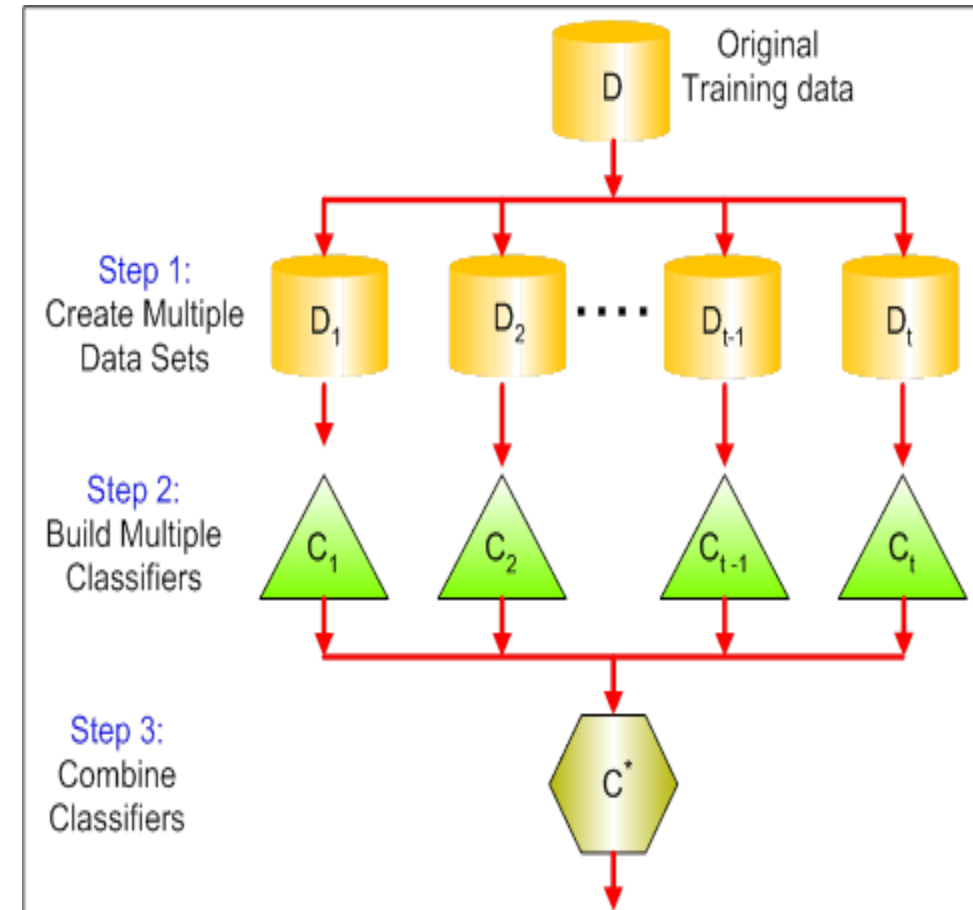 D
Original
Training data
Step 1:
Create Multiple
Data Sets
D1
D2
....
Dt-1
Dt
Step 2:
Build Multiple
Classifiers
C1
C2
Ct-1
Ct
Step 3:
Combine
Classifiers
C*